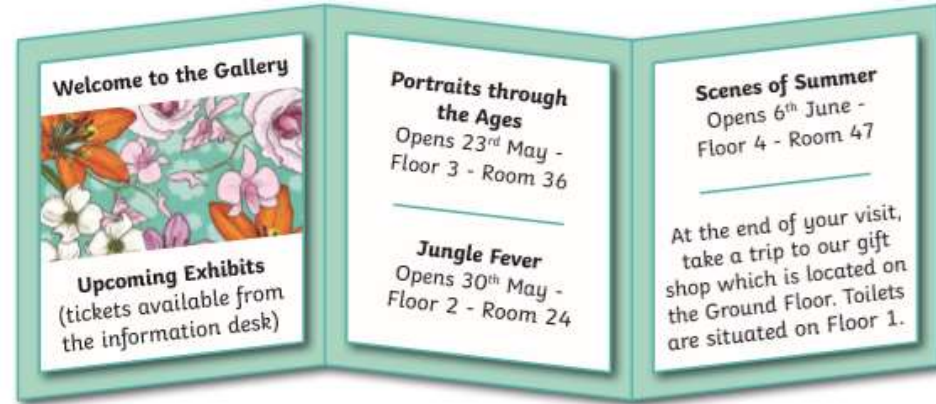 Welcome to the Gallery
Upcoming Exhibits
(tickets available from
the information desk)
Portraits through
the Ages
Opens 23rd May -
Floor 3 - Room 36
Jungle Fever
Opens 30th May -
Floor 2 - Room 24
Scenes of Summer
Opens 6th June -
Floor 4 - Room 47
At the end of your visit,
take a trip to our gift
shop which is located on
the Ground Floor. Toilets
are situated on Floor 1.